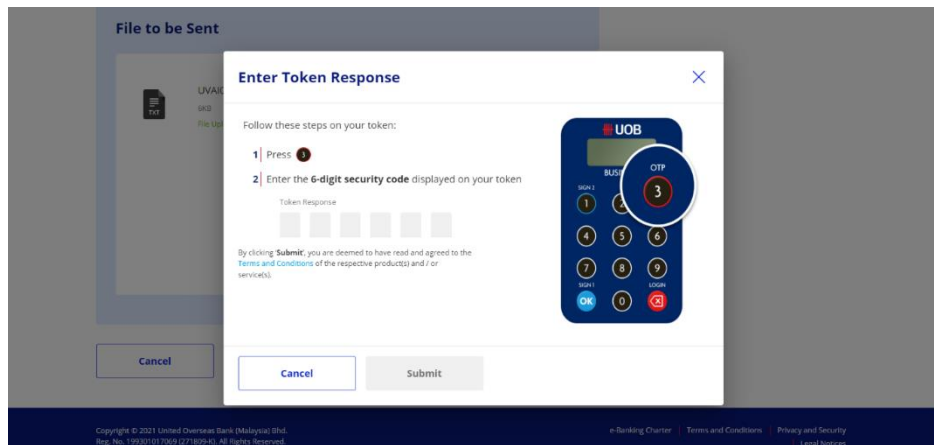 File to be Sent
Enter Token Response
UVAIC
6KB
File Upl
TXT
Follow these steps on your token:
1 Press 3
2 Enter the 6-digit security code displayed on your token
Token Response
By clicking 'Submit', you are deemed to have read and agreed to the
Terms and Conditions of the respective product(s) and / or
service(s).
UOB
BUSI
OTP
3
SIGN 2
1 2
4 5 6
7 8 9
SIGN 1 LOGIN
OK 0
Cancel
Cancel Submit
Copyright © 2021 United Overseas Bank (Malaysia) Bhd.
Reg. No. 199301017069 (271809-K). All Rights Reserved.
e-Banking Charter Terms and Conditions Privacy and Security
Legal Notices